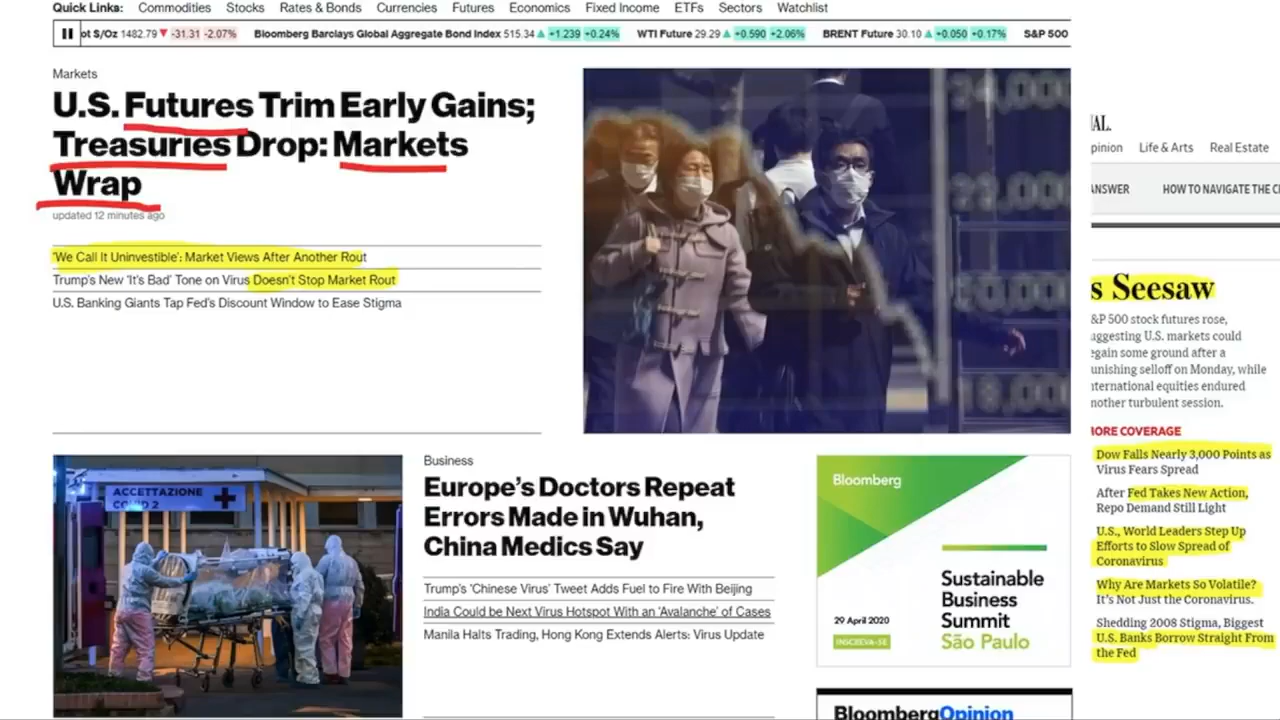 Quick Links: Commodities Stocks Rates & Bonds Currencies Futures Economics Fixed Income ETFs Sectors Watchlist
ot $/Oz 1482.79 ▼ -31.31 -2.07% Bloomberg Barclays Global Aggregate Bond Index 515.34 ▲ +1.239 +0.24% WTI Future 29.29 ▲ +0.590 +2.06% BRENT Future 30.10 ▲ +0.050 +0.17% S&P 500
Markets
U.S. Futures Trim Early Gains;
Treasuries Drop: Markets
Wrap
updated 12 minutes ago
'We Call It Uninvestible': Market Views After Another Rout
Trump's New 'It's Bad' Tone on Virus Doesn't Stop Market Rout
U.S. Banking Giants Tap Fed's Discount Window to Ease Stigma
ACCETTAZIONE
COVID 2
Business
Europe's Doctors Repeat
Errors Made in Wuhan,
China Medics Say
Trump's 'Chinese Virus' Tweet Adds Fuel to Fire With Beijing
India Could be Next Virus Hotspot With an 'Avalanche' of Cases
Manila Halts Trading, Hong Kong Extends Alerts: Virus Update
Bloomberg
Sustainable
Business
Summit
São Paulo
29 April 2020
INSCREVA-SE
BloombergOpinion
AL.
pinion Life & Arts Real Estate
ANSWER HOW TO NAVIGATE THE C
s Seesaw
&P 500 stock futures rose,
uggesting U.S. markets could
egain some ground after a
unishing selloff on Monday, while
nternational equities endured
nother turbulent session.
ORE COVERAGE
Dow Falls Nearly 3,000 Points as
Virus Fears Spread
After Fed Takes New Action,
Repo Demand Still Light
U.S., World Leaders Step Up
Efforts to Slow Spread of
Coronavirus
Why Are Markets So Volatile?
It's Not Just the Coronavirus.
Shedding 2008 Stigma, Biggest
U.S. Banks Borrow Straight From
the Fed